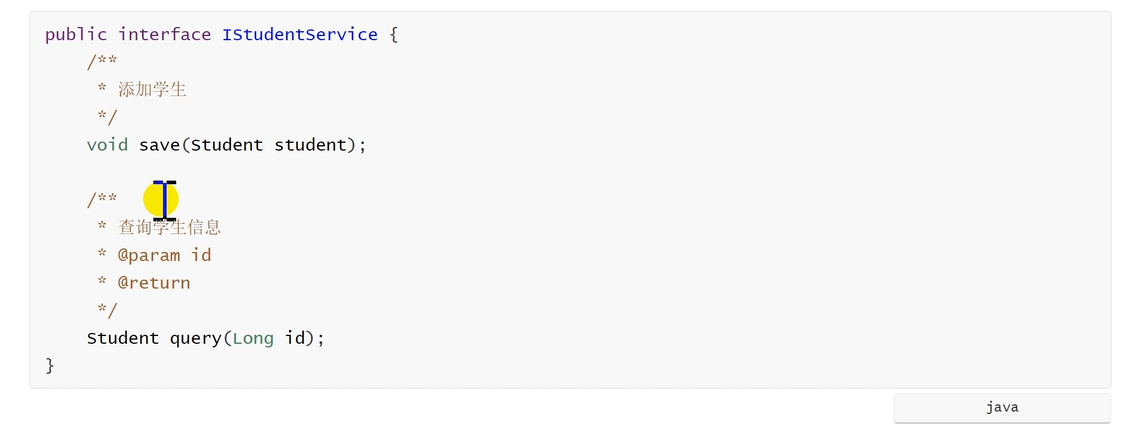 public interface IStudentService {
/**
* 添加学生
*/
void save(Student student);
/**
* 查询学生信息
* @param id
* @return
*/
Student query(Long id);
}
java